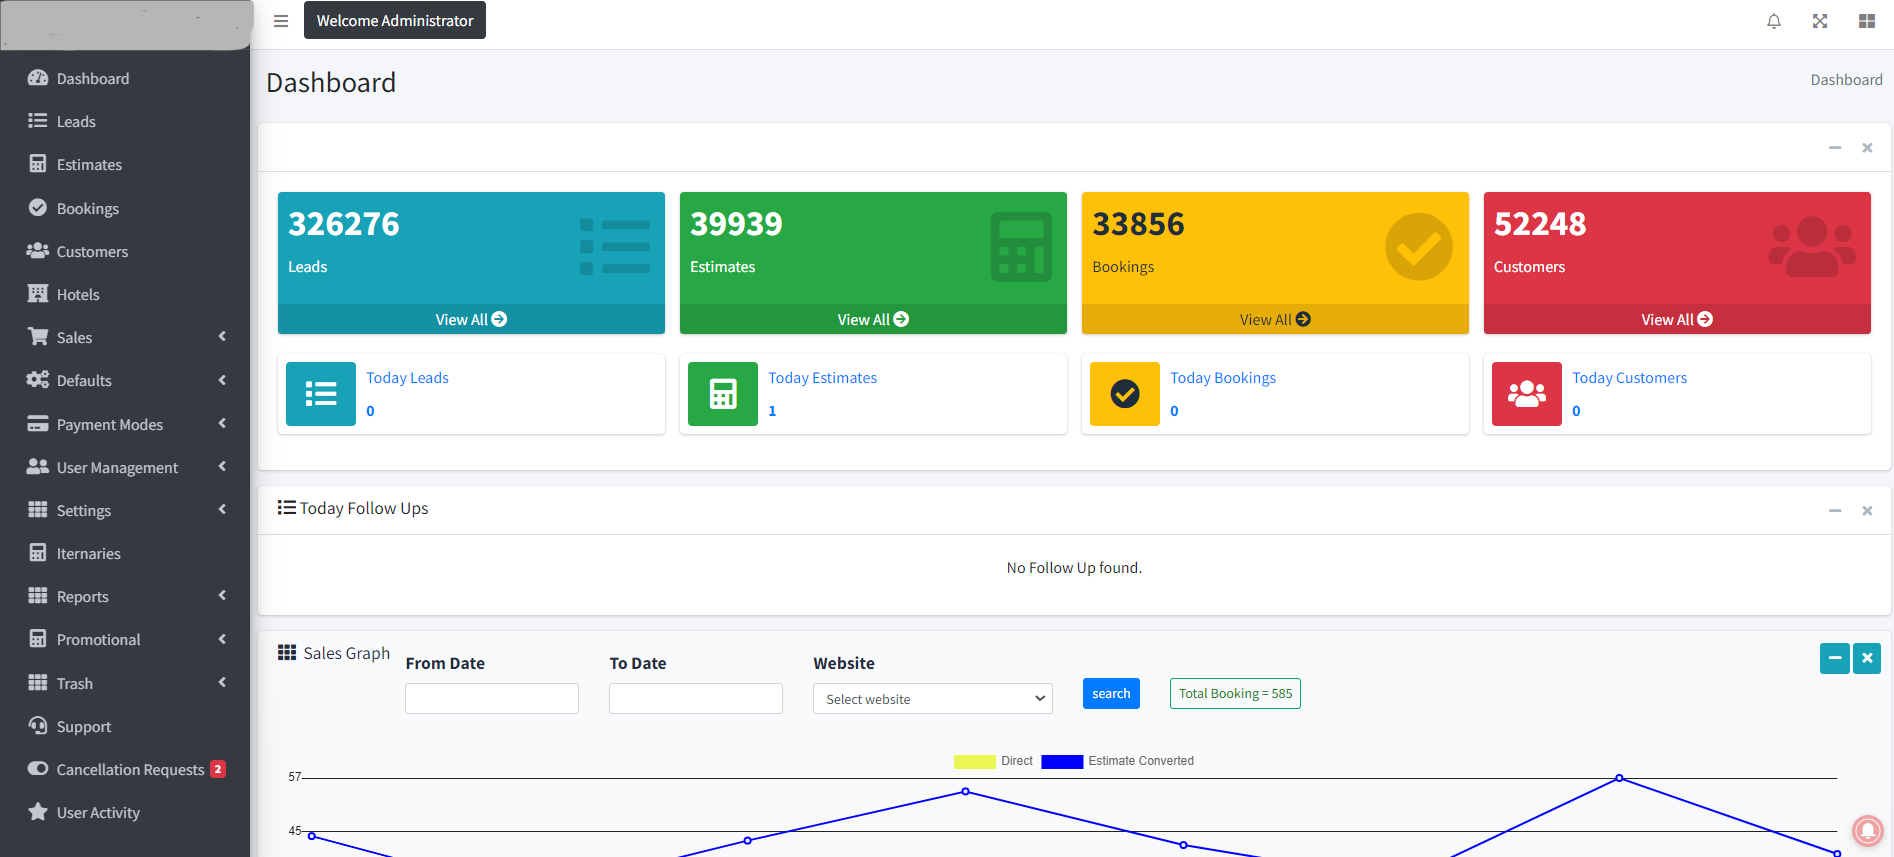 Welcome Administrator
Dashboard
Leads
Estimates
Bookings
Customers
Hotels
Sales
Defaults
Payment Modes
User Management
Settings
Iternaries
Reports
Promotional
Trash
Support
Cancellation Requests 2
User Activity
Dashboard
Dashboard
326276
Leads
View All
39939
Estimates
View All
33856
Bookings
View All
52248
Customers
View All
Today Leads
0
Today Estimates
1
Today Bookings
0
Today Customers
0
Today Follow Ups
No Follow Up found.
Sales Graph
From Date
To Date
Website
Select website
search
Total Booking = 585
Direct
Estimate Converted
57
45